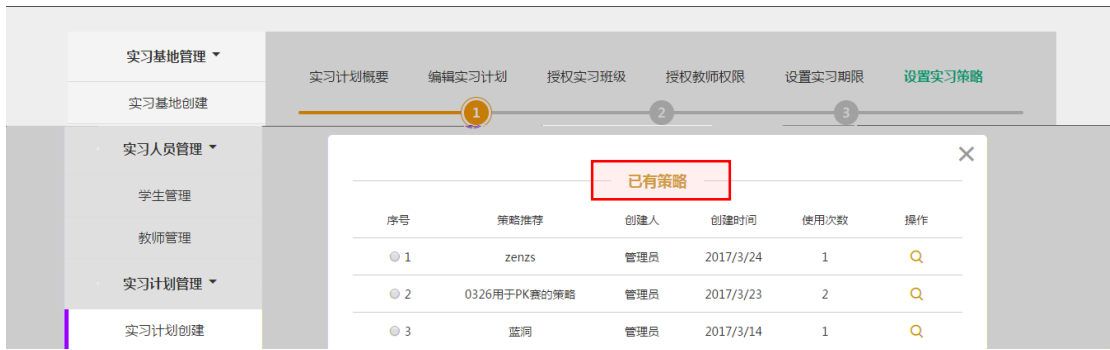 实习基地管理
实习计划概要 编辑实习计划 授权实习班级 授权教师权限 设置实习期限 设置实习策略
实习基地创建
1 2 3
实习人员管理
已有策略
学生管理
序号 策略推荐 创建人 创建时间 使用次数 操作
教师管理
1 zenzs 管理员 2017/3/24 1
实习计划管理
2 0326用于PK赛的策略 管理员 2017/3/23 2
实习计划创建
3 蓝洞 管理员 2017/3/14 1